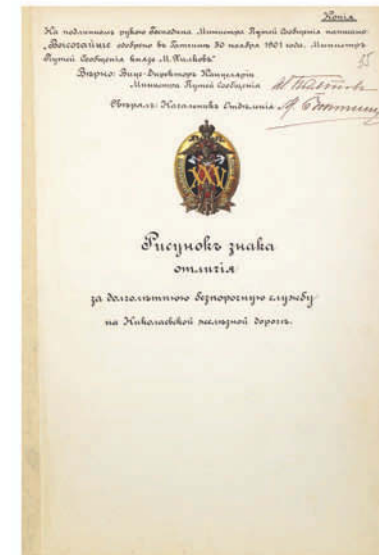 Копія
На подлинномъ рукою Господина Министра Путей Сообщенія написано:
„Высочайше одобрено въ Гатчинѣ 30 ноября 1901 года. Министръ
Путей Сообщенія князь М. Хилковъ"
Вѣрно: Вице-Директоръ Канцеляріи
Министра Путей Сообщенія
Свѣрялъ: Начальникъ Отдѣленія
XXV
Рисунокъ знака
отличія
за долголѣтнюю безпорочную службу
на Николаевской желѣзной дорогѣ.